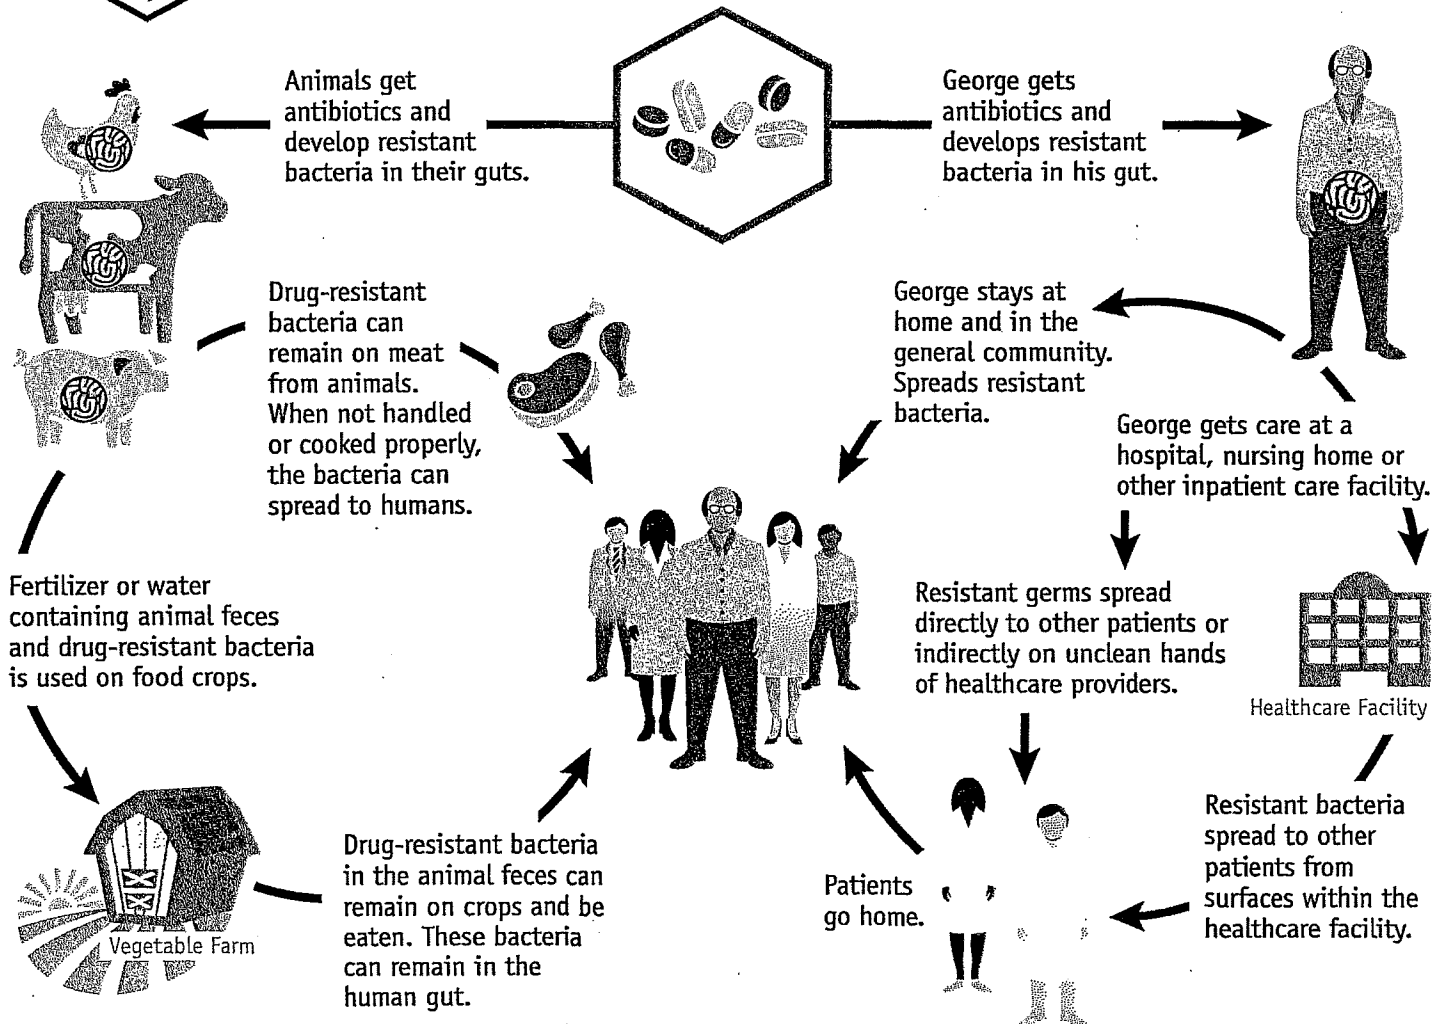 Animals get
antibiotics and
develop resistant
bacteria in their guts.
George gets
antibiotics and
develops resistant
bacteria in his gut.
Drug-resistant
bacteria can
remain on meat
from animals.
When not handled
or cooked properly,
the bacteria can
spread to humans.
George stays at
home and in the
general community.
Spreads resistant
bacteria.
George gets care at a
hospital, nursing home or
other inpatient care facility.
Fertilizer or water
containing animal feces
and drug-resistant bacteria
is used on food crops.
Resistant germs spread
directly to other patients or
indirectly on unclean hands
of healthcare providers.
Healthcare Facility
Vegetable Farm
Drug-resistant bacteria
in the animal feces can
remain on crops and be
eaten. These bacteria
can remain in the
human gut.
Patients
go home.
Resistant bacteria
spread to other
patients from
surfaces within the
healthcare facility.